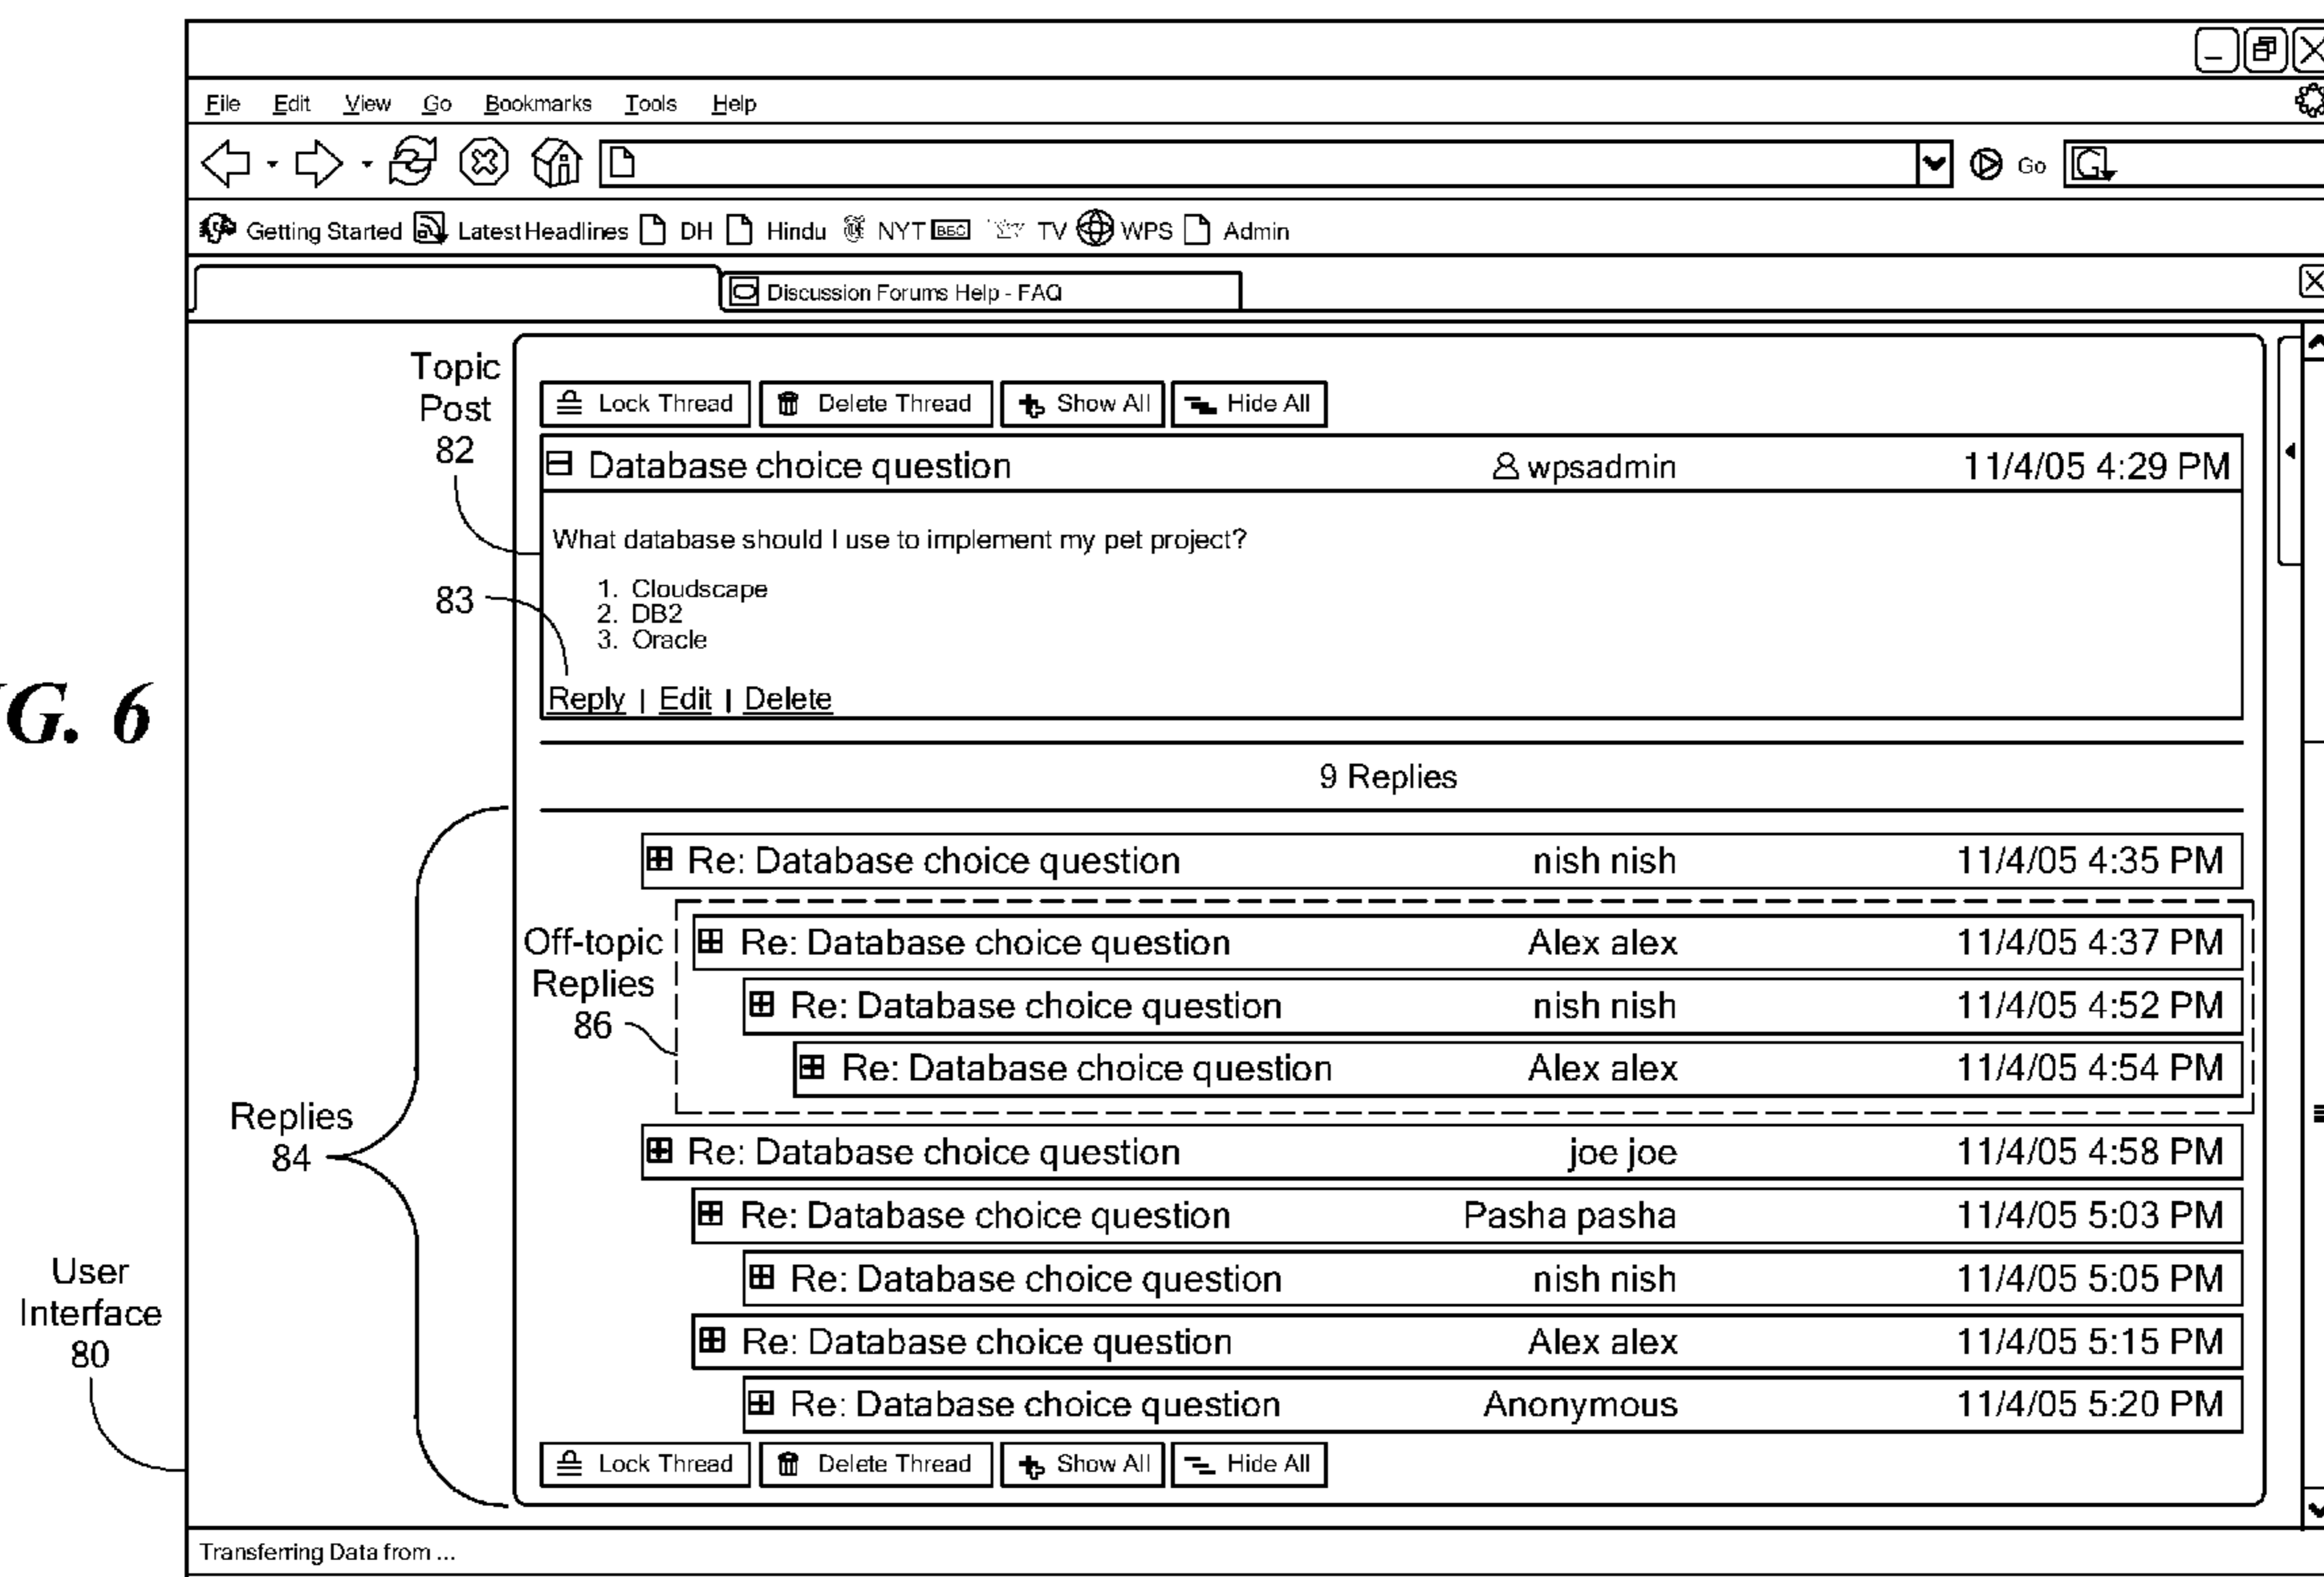 File Edit View Go Bookmarks Tools Help
Go G
Getting Started Latest Headlines DH Hindu NYT BBC TV WPS Admin
Discussion Forums Help - FAQ
Topic
Post
82
Lock Thread Delete Thread Show All Hide All
Database choice question wpsadmin 11/4/05 4:29 PM
What database should I use to implement my pet project?
83
1. Cloudscape
2. DB2
3. Oracle
Reply | Edit | Delete
G. 6
9 Replies
Re: Database choice question nish nish 11/4/05 4:35 PM
Off-topic
Replies
86
Re: Database choice question Alex alex 11/4/05 4:37 PM
Re: Database choice question nish nish 11/4/05 4:52 PM
Re: Database choice question Alex alex 11/4/05 4:54 PM
Replies
84
Re: Database choice question joe joe 11/4/05 4:58 PM
Re: Database choice question Pasha pasha 11/4/05 5:03 PM
Re: Database choice question nish nish 11/4/05 5:05 PM
Re: Database choice question Alex alex 11/4/05 5:15 PM
Re: Database choice question Anonymous 11/4/05 5:20 PM
User
Interface
80
Lock Thread Delete Thread Show All Hide All
Transferring Data from ...